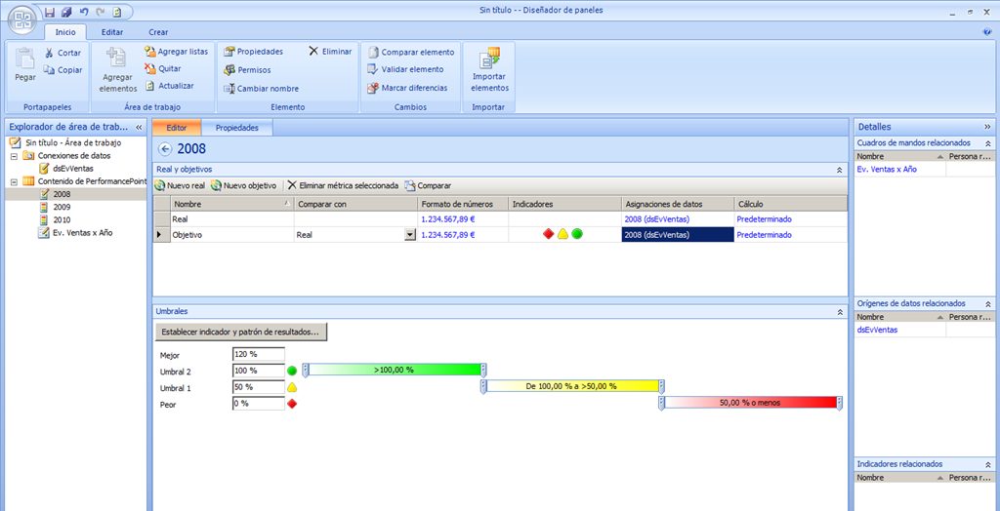 Sin título -- Diseñador de paneles
Inicio
Editar
Crear
Pegar
Cortar
Copiar
Portapapeles
Agregar elementos
Agregar listas
Quitar
Actualizar
Área de trabajo
Propiedades
Permisos
Cambiar nombre
Eliminar
Elemento
Comparar elemento
Validar elemento
Marcar diferencias
Cambios
Importar elementos
Importar
Explorador de área de trab... «
Sin título - Área de trabajo
Conexiones de datos
dsEvVentas
Contenido de PerformancePoint
2008
2009
2010
Ev. Ventas x Año
Editor
Propiedades
2008
Real y objetivos
Nuevo real
Nuevo objetivo
Eliminar métrica seleccionada
Comparar
Nombre Comparar con Formato de números Indicadores Asignaciones de datos Cálculo
Real 1.234.567,89 € 2008 (dsEvVentas) Predeterminado
Objetivo Real 1.234.567,89 € 2008 (dsEvVentas) Predeterminado
Umbrales
Establecer indicador y patrón de resultados...
Mejor 120 %
Umbral 2 100 % >100,00 %
Umbral 1 50 % De 100,00 % a >50,00 %
Peor 0 % 50,00 % o menos
Detalles »
Cuadros de mandos relacionados
Nombre Persona r...
Ev. Ventas x Año
Orígenes de datos relacionados
Nombre Persona r...
dsEvVentas
Indicadores relacionados
Nombre Persona r...